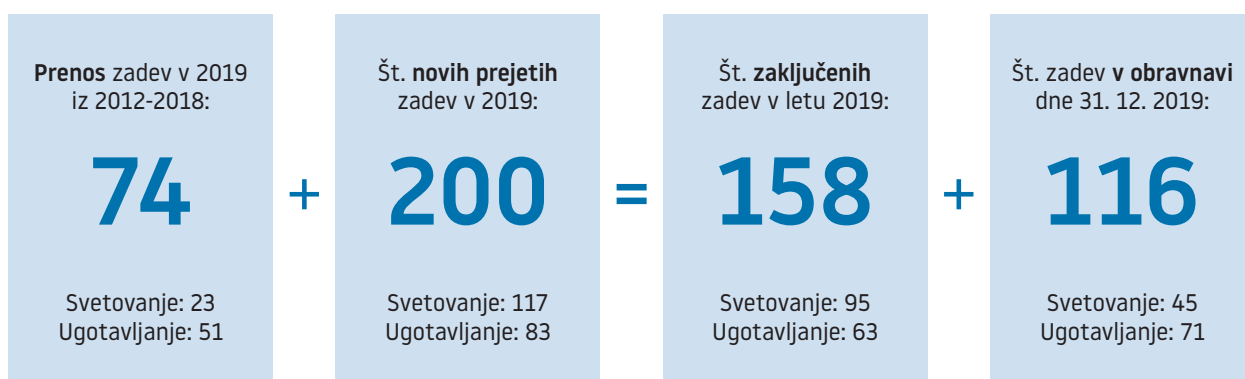 Prenos zadev v 2019
iz 2012-2018:
74
Svetovanje: 23
Ugotavljanje: 51
+
Št. novih prejetih
zadev v 2019:
200
Svetovanje: 117
Ugotavljanje: 83
=
Št. zaključenih
zadev v letu 2019:
158
Svetovanje: 95
Ugotavljanje: 63
+
Št. zadev v obravnavi
dne 31. 12. 2019:
116
Svetovanje: 45
Ugotavljanje: 71